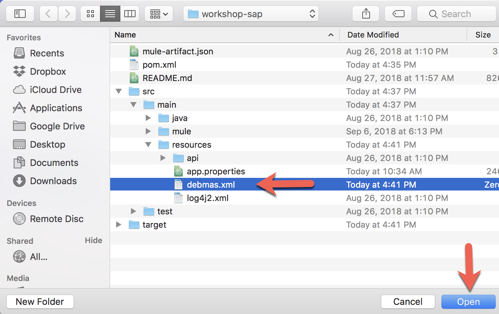 workshop-sap
Search
Favorites
Recents
Dropbox
iCloud Drive
Applications
Google Drive
Desktop
Documents
Downloads
Devices
Remote Disc
Shared Hide
All...
Media
Name Date Modified Size
mule-artifact.json Aug 26, 2018 at 1:10 PM 3
pom.xml Today at 4:35 PM
README.md Aug 27, 2018 at 11:57 AM 820
src Today at 4:37 PM
main Today at 4:37 PM
java Aug 26, 2018 at 1:10 PM
mule Sep 6, 2018 at 6:13 PM
resources Today at 4:41 PM
api Aug 26, 2018 at 1:10 PM
app.properties Today at 10:34 AM 240
debmas.xml Today at 4:41 PM Zero
log4j2.xml Aug 26, 2018 at 1:10 PM
test Aug 26, 2018 at 1:10 PM
target Today at 4:41 PM
New Folder Cancel Open